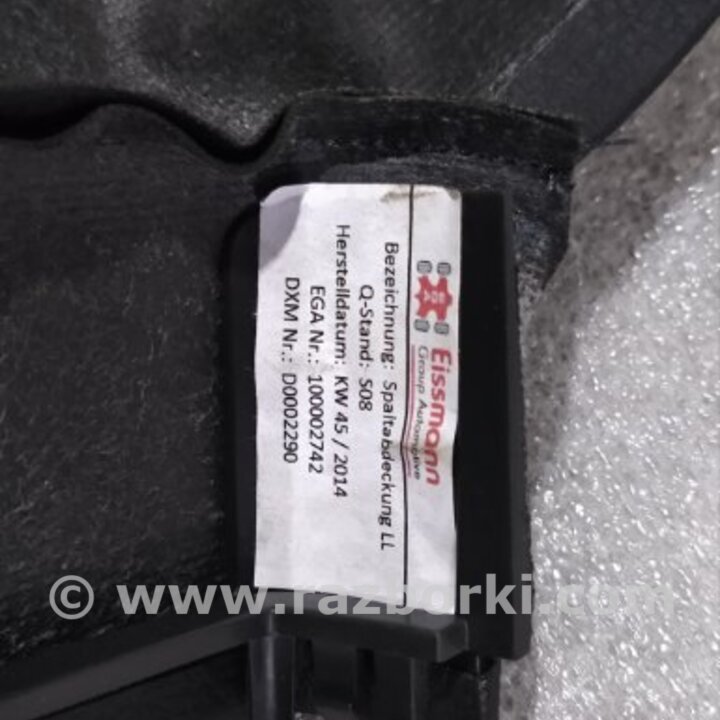 Eissmann
Group Automotive
Bezeichnung: Spaltabdeckung LL
Q-Stand: S08
Herstelldatum: KW 45 / 2014
EGA Nr.: 100002742
DXM Nr.: D0002290
© www.razborki.com